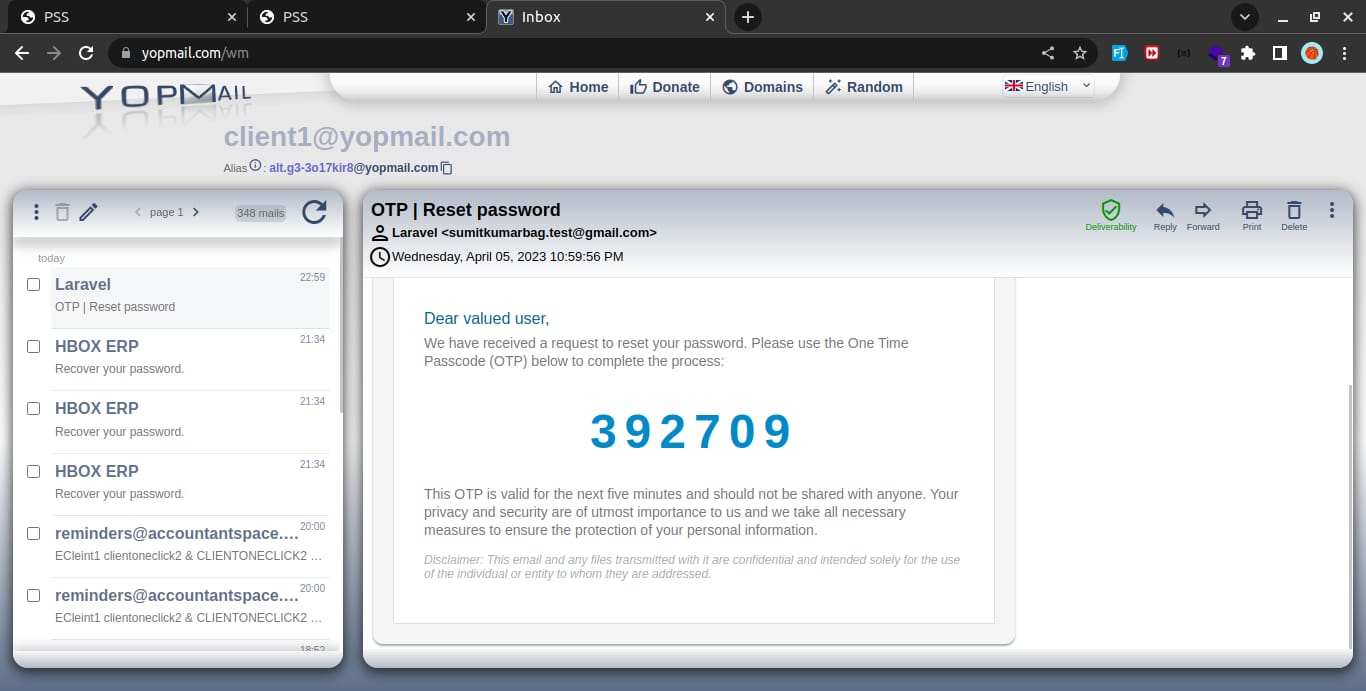 PSS
PSS
Inbox
yopmail.com/wm
7
YOPMAIL
Home
Donate
Domains
Random
English
client1@yopmail.com
Alias : alt.g3-3o17kir8@yopmail.com
page 1
348 mails
today
Laravel 22:59
OTP | Reset password
HBOX ERP 21:34
Recover your password.
HBOX ERP 21:34
Recover your password.
HBOX ERP 21:34
Recover your password.
reminders@accountantspace.... 20:00
ECleint1 clientoneclick2 & CLIENTONECLICK2 ...
reminders@accountantspace.... 20:00
ECleint1 clientoneclick2 & CLIENTONECLICK2 ...
18:52
OTP | Reset password
Laravel <sumitkumarbag.test@gmail.com>
Wednesday, April 05, 2023 10:59:56 PM
Deliverability
Reply
Forward
Print
Delete
Dear valued user,
We have received a request to reset your password. Please use the One Time
Passcode (OTP) below to complete the process:
392709
This OTP is valid for the next five minutes and should not be shared with anyone. Your
privacy and security are of utmost importance to us and we take all necessary
measures to ensure the protection of your personal information.
Disclaimer: This email and any files transmitted with it are confidential and intended solely for the use
of the individual or entity to whom they are addressed.